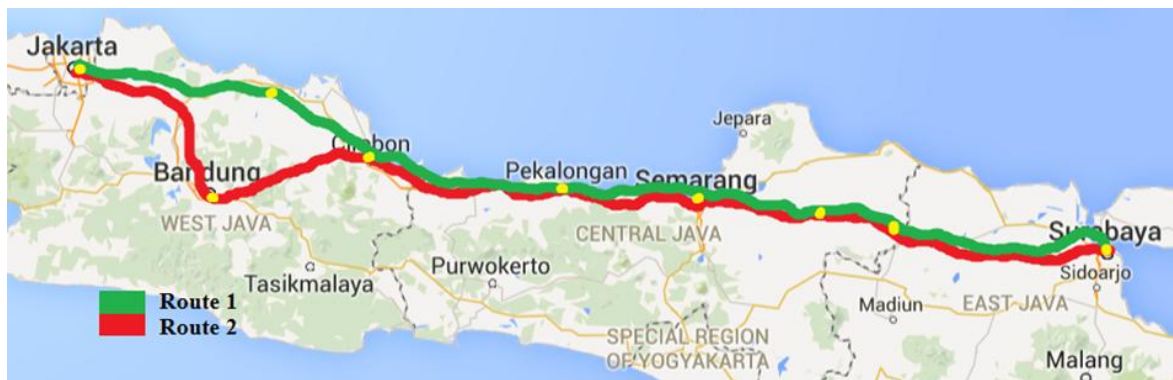 Jakarta
Jepara
Cirebon
Pekalongan
Semarang
Bandung
WEST JAVA
CENTRAL JAVA
Surabaya
Purwokerto
Tasikmalaya
Sidoarjo
Route 1
Madiun
EAST JAVA
Route 2
SPECIAL REGION
OF YOGYAKARTA
Malang